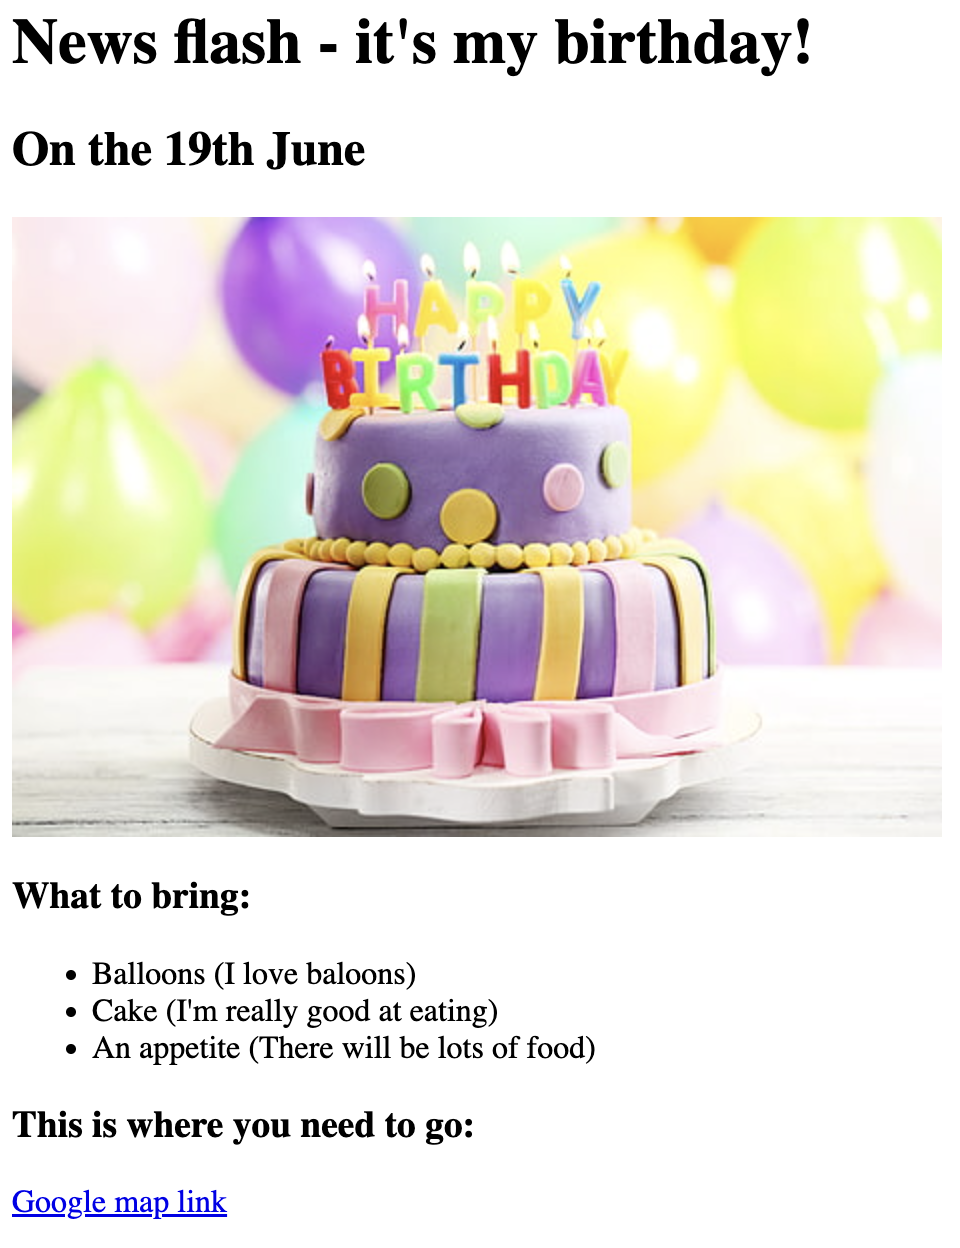 News flash - it's my birthday!
On the 19th June
HAPPY
BIRTHDAY
What to bring:
Balloons (I love baloons)
Cake (I'm really good at eating)
An appetite (There will be lots of food)
This is where you need to go:
Google map link